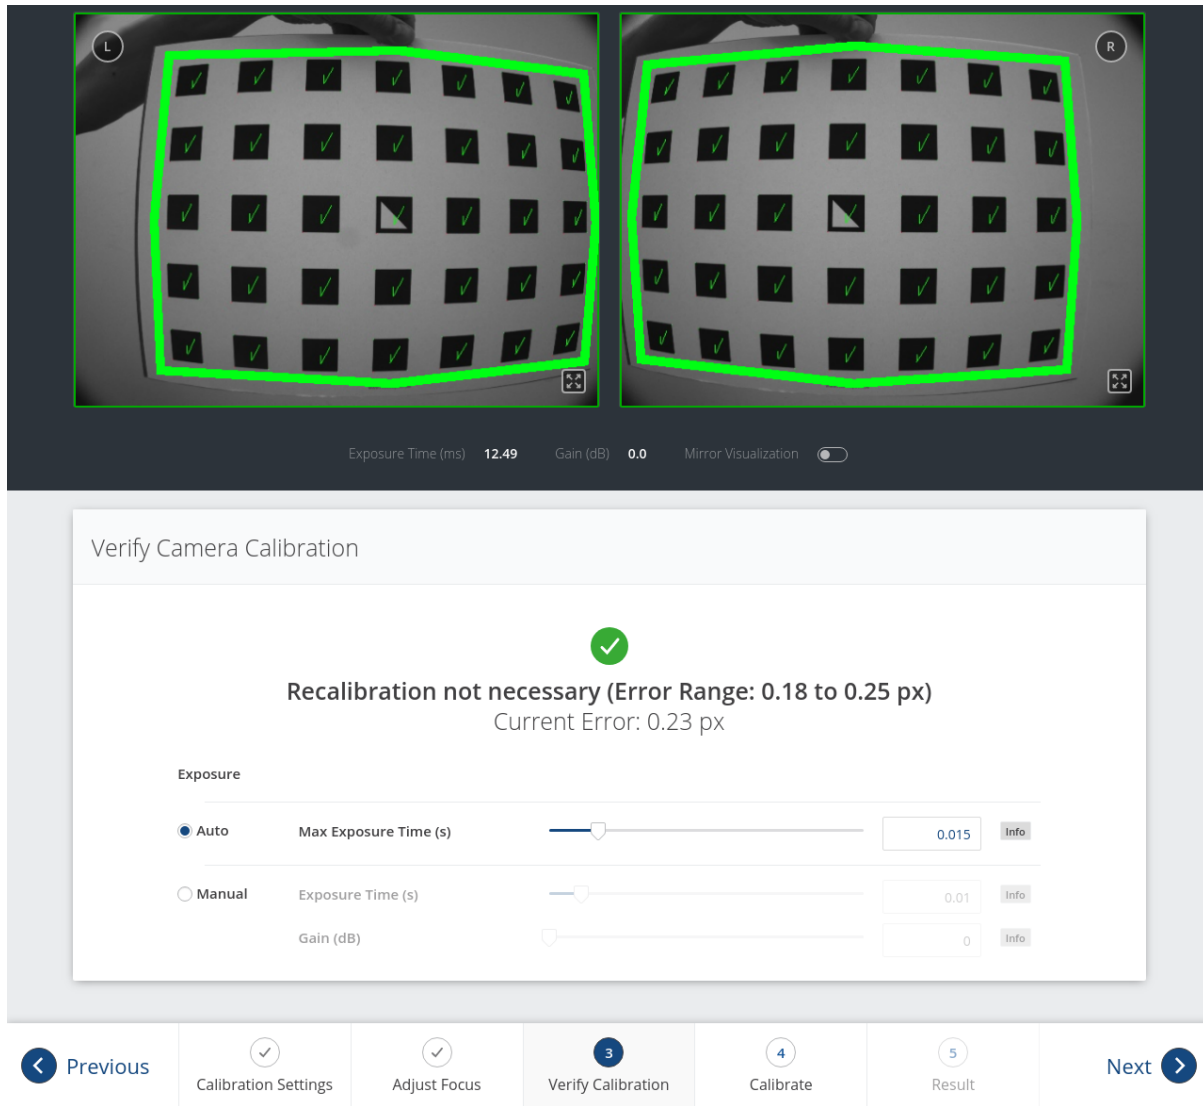 L
R
Exposure Time (ms) 12.49 Gain (dB) 0.0 Mirror Visualization
Verify Camera Calibration
Recalibration not necessary (Error Range: 0.18 to 0.25 px)
Current Error: 0.23 px
Exposure
Auto Max Exposure Time (s) 0.015 Info
Manual Exposure Time (s) 0.01 Info
Gain (dB) 0 Info
Previous
Calibration Settings
Adjust Focus
3
Verify Calibration
4
Calibrate
5
Result
Next